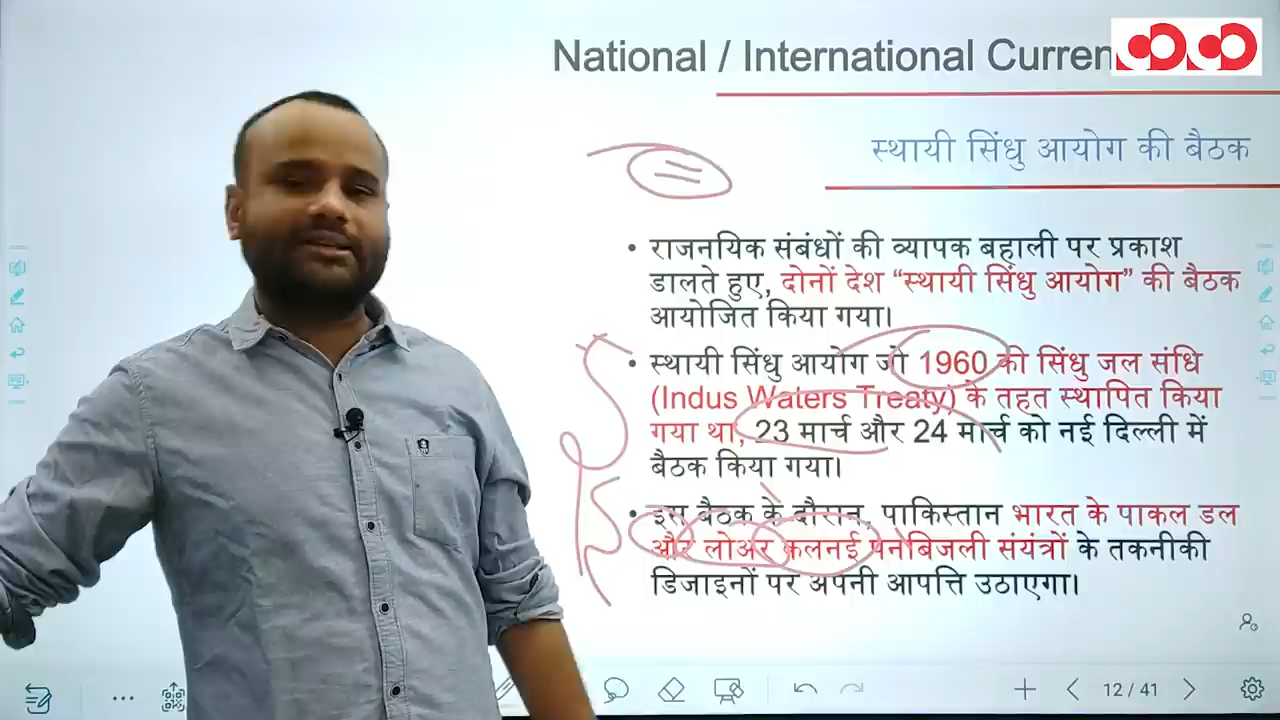 National / International Curren
स्थायी सिंधु आयोग की बैठक
• राजनयिक संबंधों की व्यापक बहाली पर प्रकाश
डालते हुए, दोनों देश “स्थायी सिंधु आयोग” की बैठक
आयोजित किया गया।
• स्थायी सिंधु आयोग जो 1960 की सिंधु जल संधि
(Indus Waters Treaty) के तहत स्थापित किया
गया था, 23 मार्च और 24 मार्च को नई दिल्ली में
बैठक किया गया।
• इस बैठक के दौरान, पाकिस्तान भारत के पाकल डल
और लोअर कलनई पनबिजली संयंत्रों के तकनीकी
डिजाइनों पर अपनी आपत्ति उठाएगा।
12 / 41